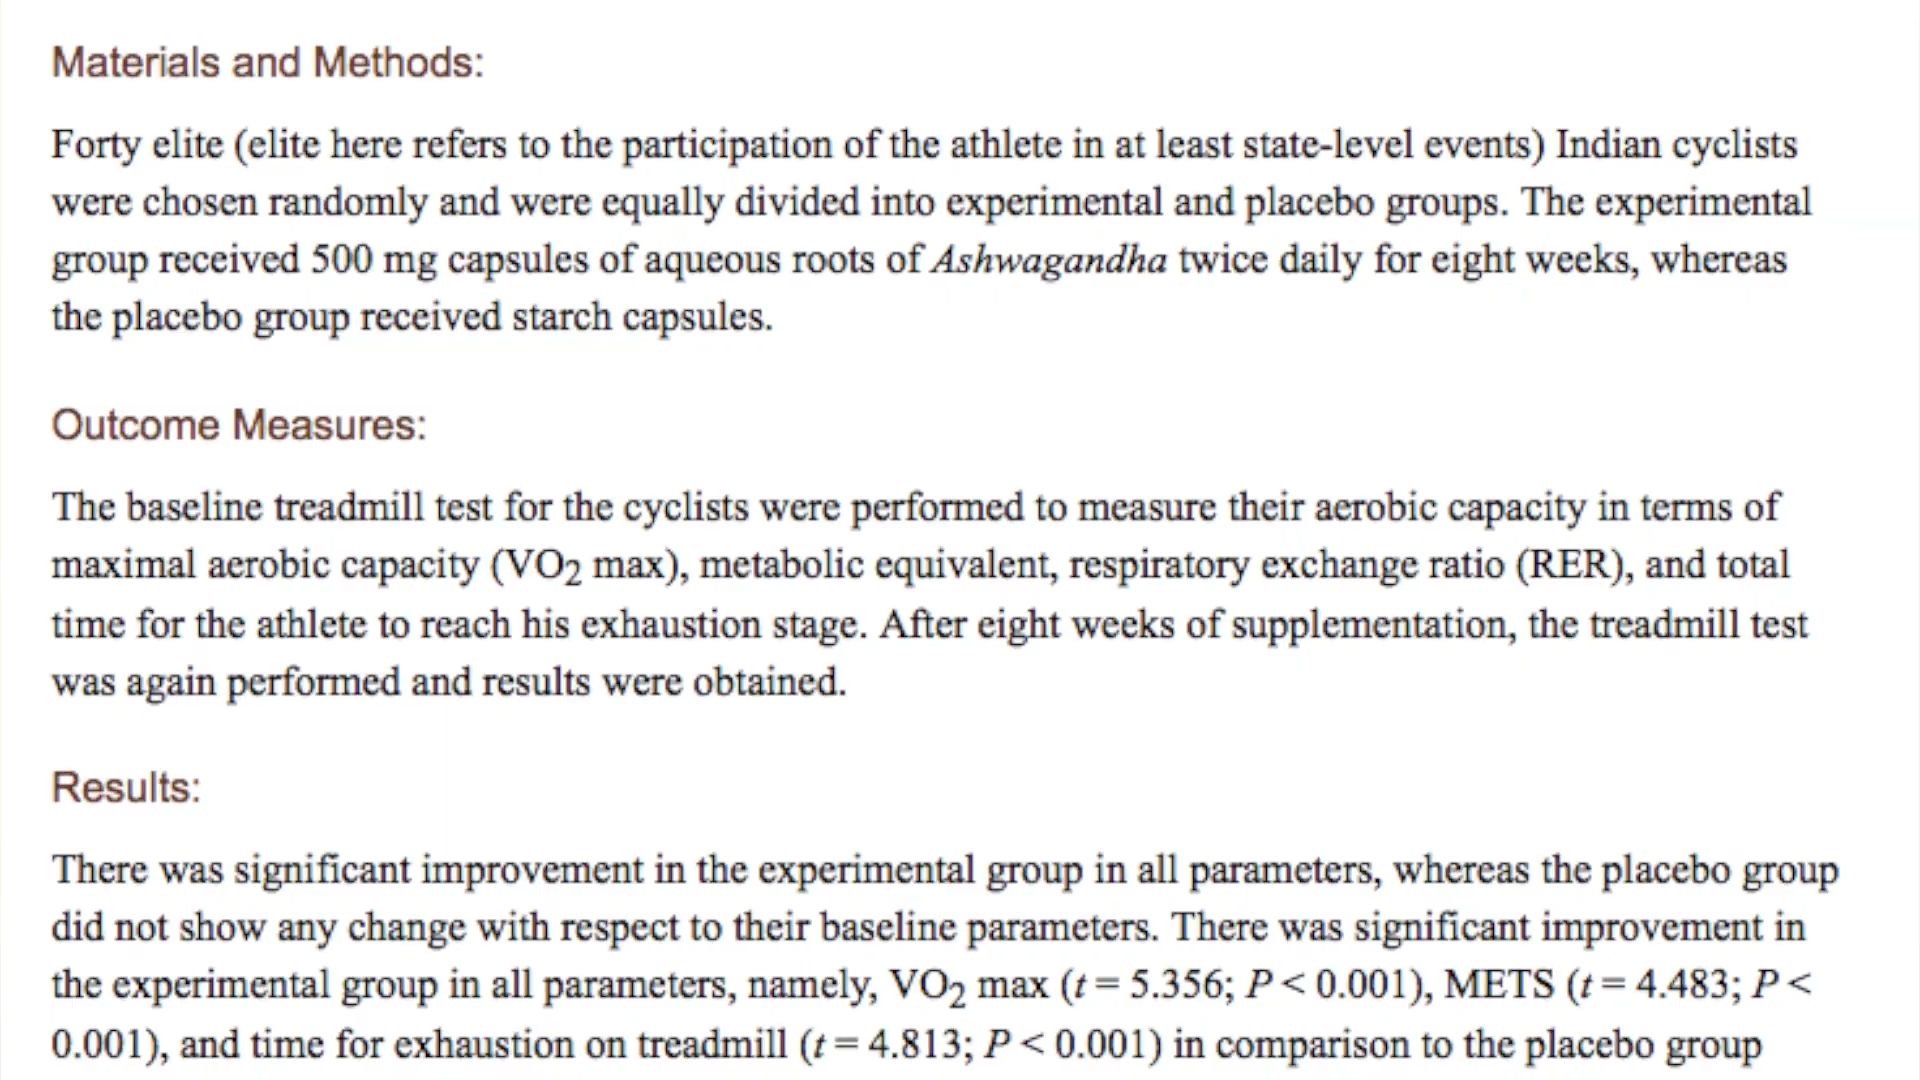 Materials and Methods:
Forty elite (elite here refers to the participation of the athlete in at least state-level events) Indian cyclists
were chosen randomly and were equally divided into experimental and placebo groups. The experimental
group received 500 mg capsules of aqueous roots of Ashwagandha twice daily for eight weeks, whereas
the placebo group received starch capsules.
Outcome Measures:
The baseline treadmill test for the cyclists were performed to measure their aerobic capacity in terms of
maximal aerobic capacity (VO2 max), metabolic equivalent, respiratory exchange ratio (RER), and total
time for the athlete to reach his exhaustion stage. After eight weeks of supplementation, the treadmill test
was again performed and results were obtained.
Results:
There was significant improvement in the experimental group in all parameters, whereas the placebo group
did not show any change with respect to their baseline parameters. There was significant improvement in
the experimental group in all parameters, namely, VO2 max (t = 5.356; P < 0.001), METS (t = 4.483; P <
0.001), and time for exhaustion on treadmill (t = 4.813; P < 0.001) in comparison to the placebo group